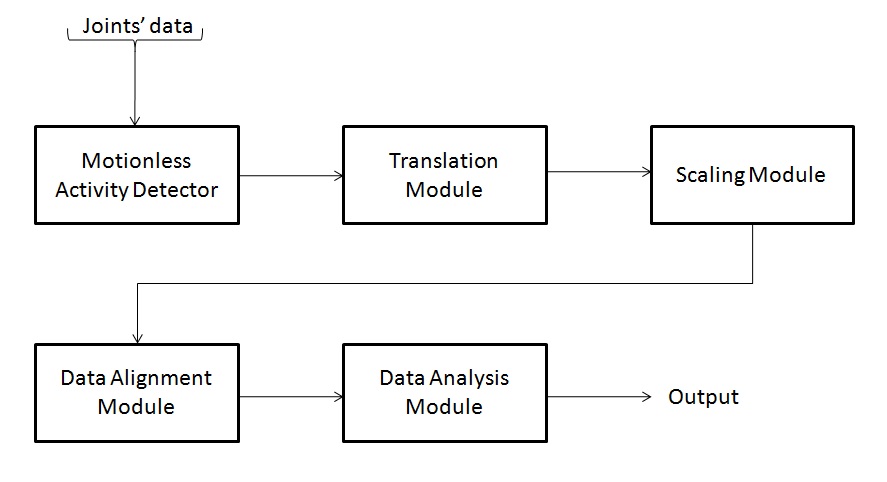 Joints’ data
Motionless
Activity Detector
Translation
Module
Scaling Module
Data Alignment
Module
Data Analysis
Module
Output